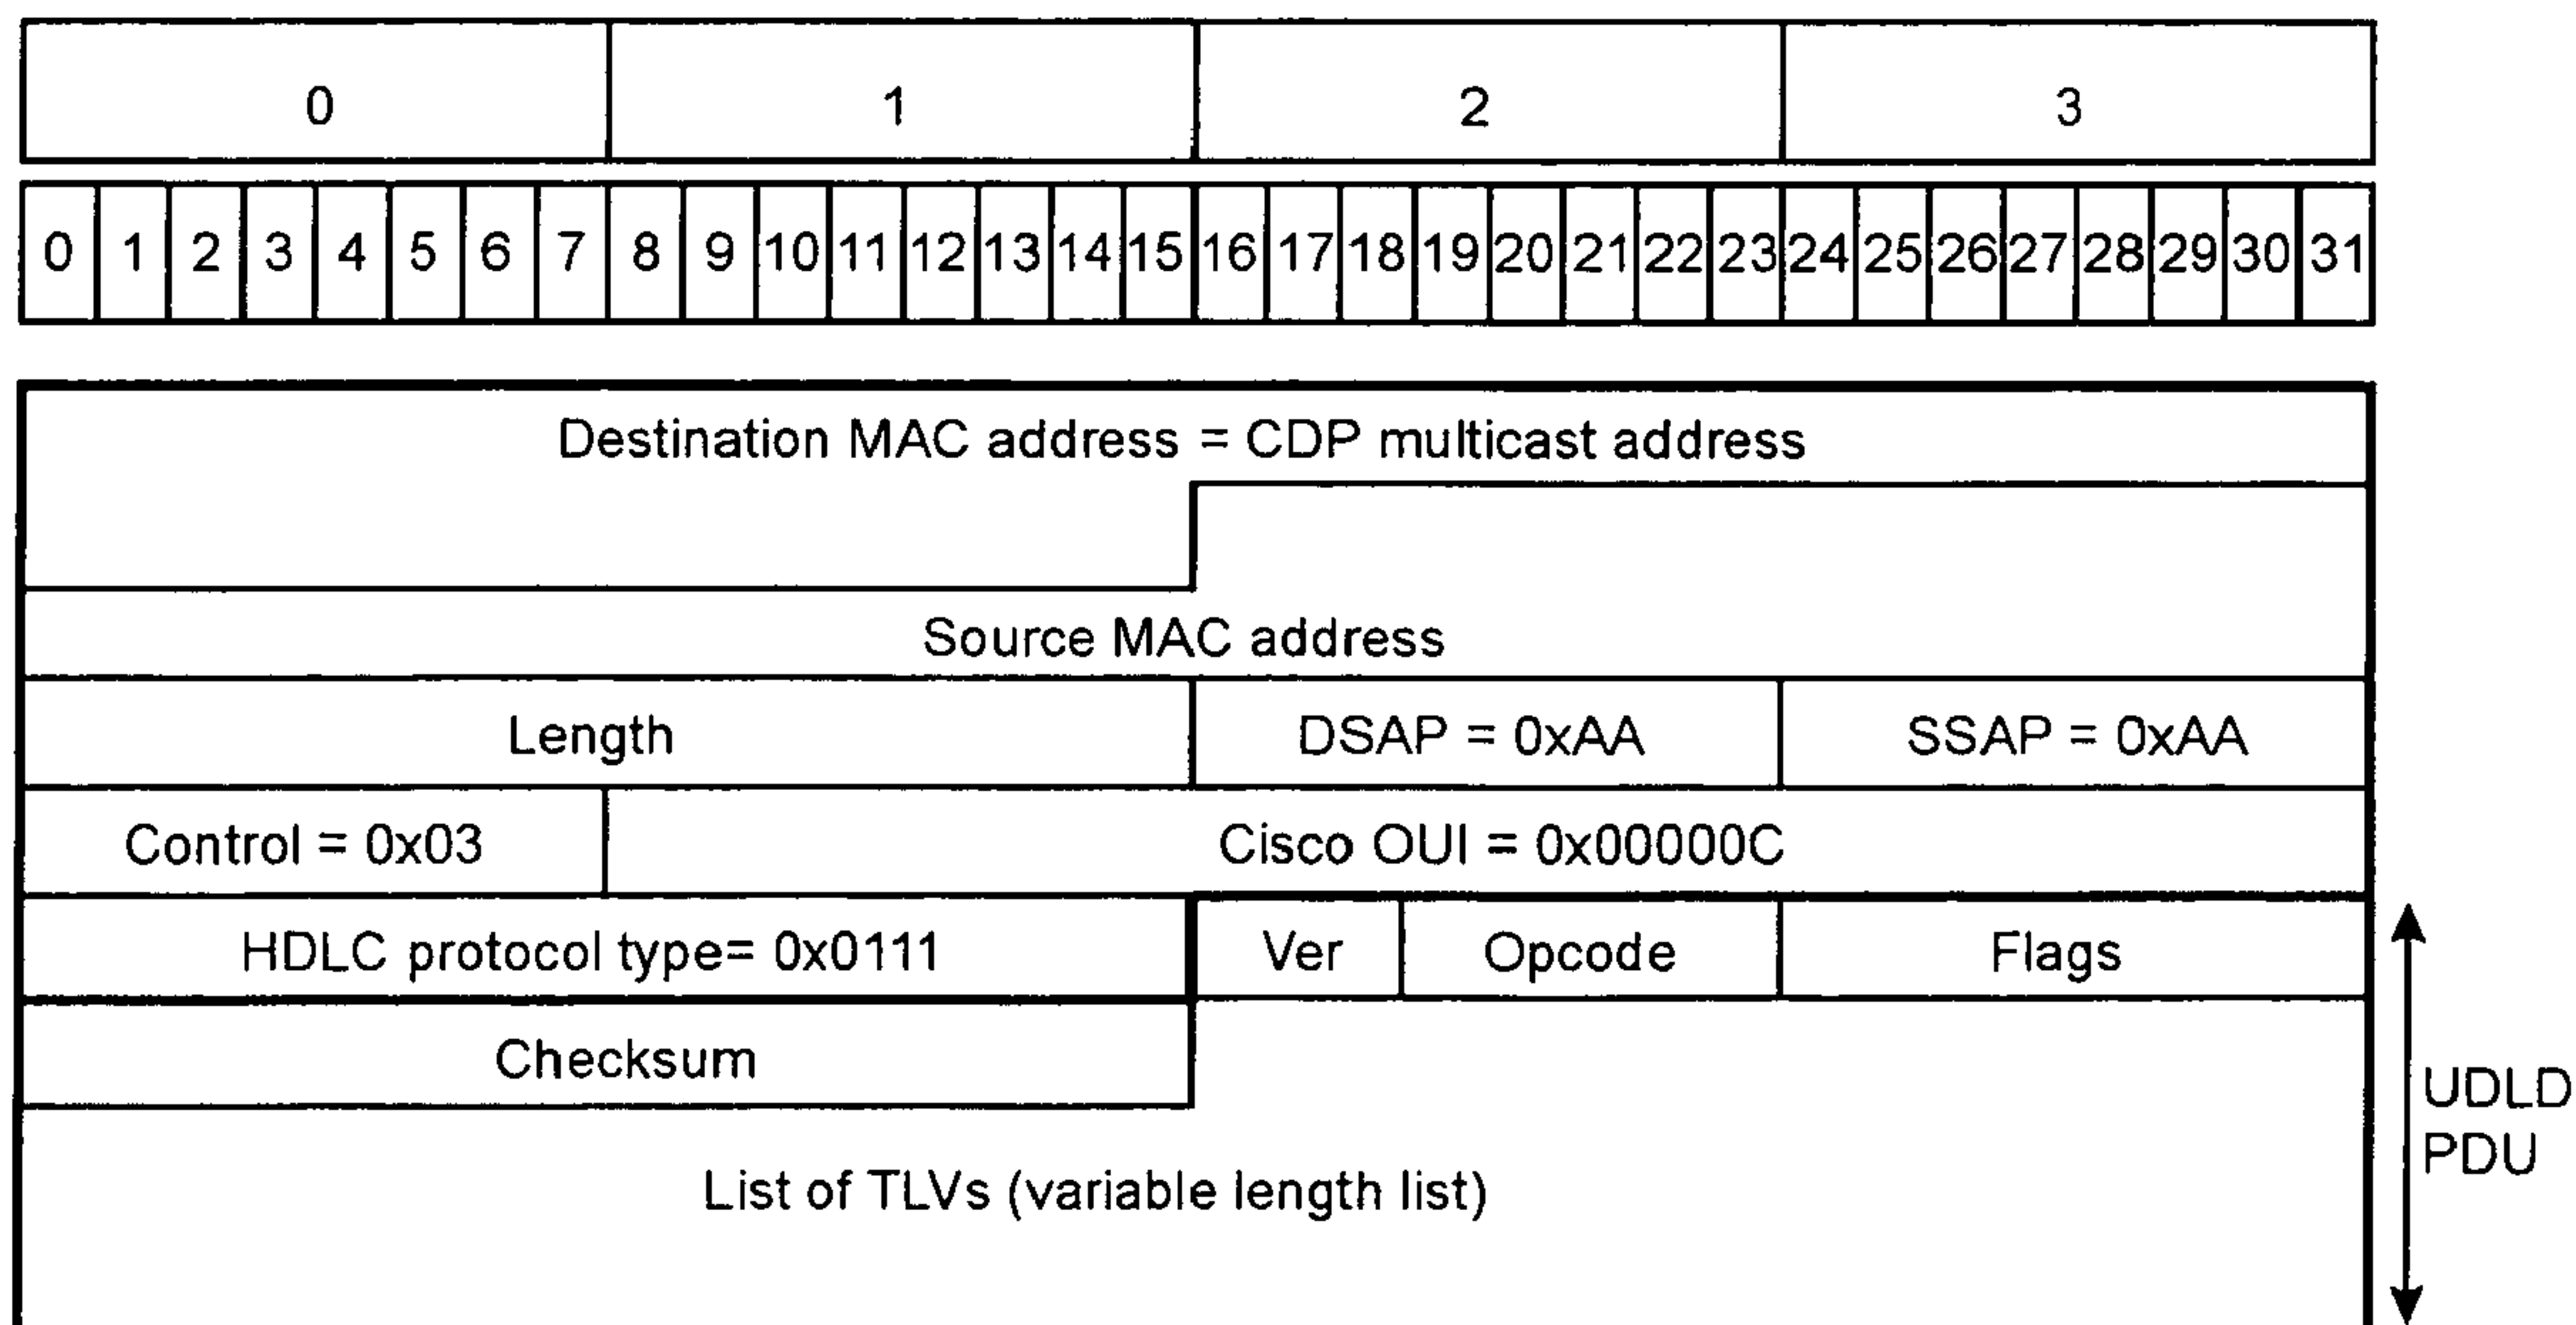 0 1 2 3
0 1 2 3 4 5 6 7 8 9 10 11 12 13 14 15 16 17 18 19 20 21 22 23 24 25 26 27 28 29 30 31
Destination MAC address = CDP multicast address
Source MAC address
Length DSAP = 0xAA SSAP = 0xAA
Control = 0x03 Cisco OUI = 0x00000C
HDLC protocol type= 0x0111 Ver Opcode Flags
Checksum
List of TLVs (variable length list)
UDLD
PDU